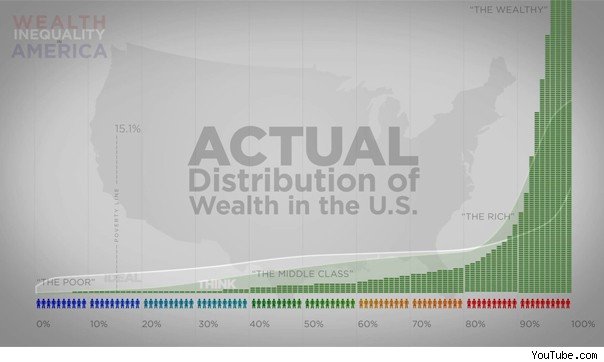 WEALTH
INEQUALITY
IN
AMERICA
"THE WEALTHY"
15.1%
ACTUAL
Distribution of
Wealth in the U.S.
POVERTY LINE
"THE RICH"
"THE MIDDLE CLASS"
"THE POOR"
IDEAL
THINK
0% 10% 20% 30% 40% 50% 60% 70% 80% 90% 100%
YouTube.com